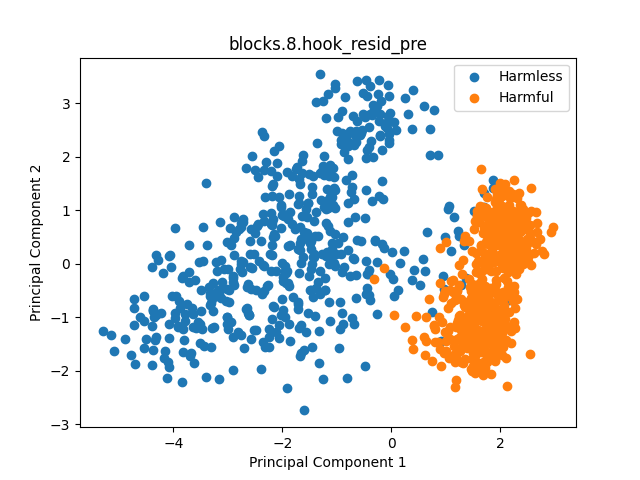 blocks.8.hook_resid_pre
Harmless
Harmful
Principal Component 2
3
2
1
0
−1
−2
−3
−4
−2
0
2
Principal Component 1